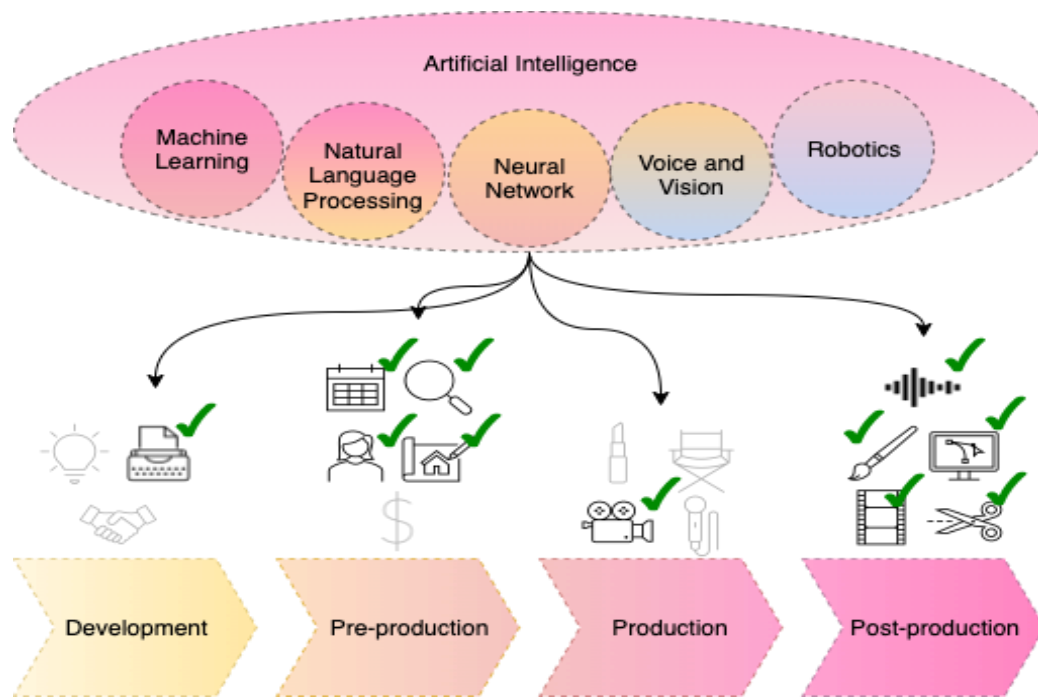 Artificial Intelligence
Machine
Learning
Natural
Language
Processing
Neural
Network
Voice and
Vision
Robotics
$
Development
Pre-production
Production
Post-production